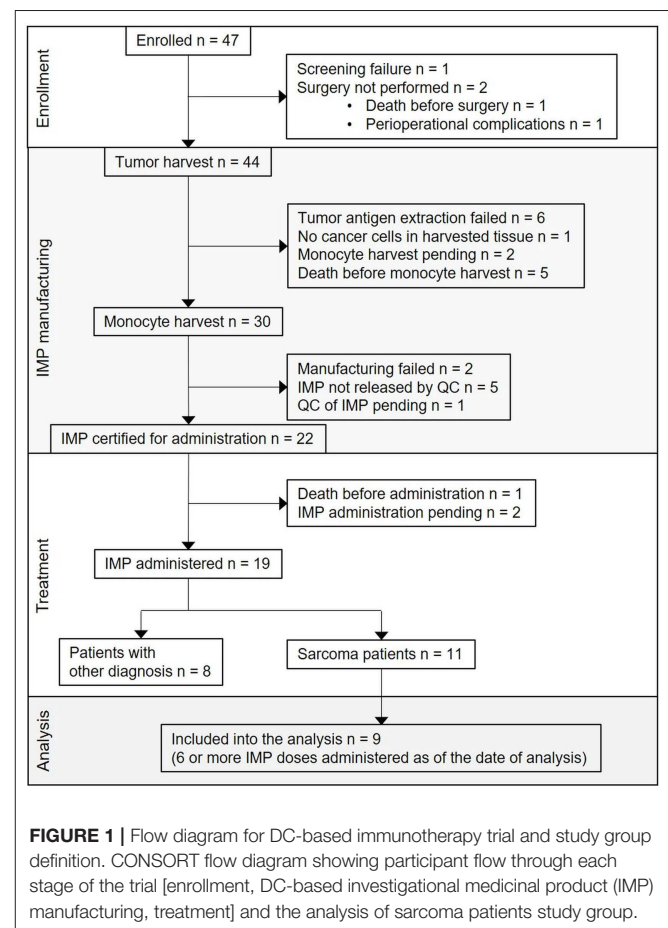 Enrollment
Enrolled n = 47
Screening failure n = 1
Surgery not performed n = 2
• Death before surgery n = 1
• Perioperational complications n = 1
IMP manufacturing
Tumor harvest n = 44
Tumor antigen extraction failed n = 6
No cancer cells in harvested tissue n = 1
Monocyte harvest pending n = 2
Death before monocyte harvest n = 5
Monocyte harvest n = 30
Manufacturing failed n = 2
IMP not released by QC n = 5
QC of IMP pending n = 1
IMP certified for administration n = 22
Treatment
Death before administration n = 1
IMP administration pending n = 2
IMP administered n = 19
Patients with
other diagnosis n = 8
Sarcoma patients n = 11
Analysis
Included into the analysis n = 9
(6 or more IMP doses administered as of the date of analysis)
FIGURE 1 | Flow diagram for DC-based immunotherapy trial and study group
definition. CONSORT flow diagram showing participant flow through each
stage of the trial [enrollment, DC-based investigational medicinal product (IMP)
manufacturing, treatment] and the analysis of sarcoma patients study group.